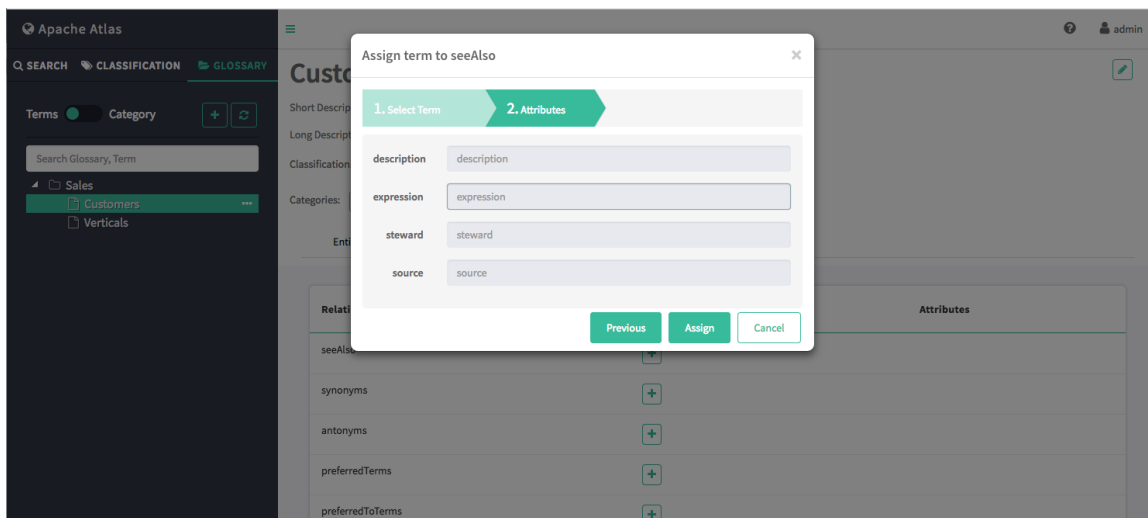 Apache Atlas
admin
SEARCH CLASSIFICATION GLOSSARY
Terms Category
Search Glossary, Term
Sales
Customers
Verticals
Custo
Short Descrip
Long Descript
Classification
Categories:
Enti
Assign term to seeAlso
×
1. Select Term
2. Attributes
description description
expression expression
steward steward
source source
Previous Assign Cancel
Relati Attributes
seeAlso
synonyms
antonyms
preferredTerms
preferredToTerms